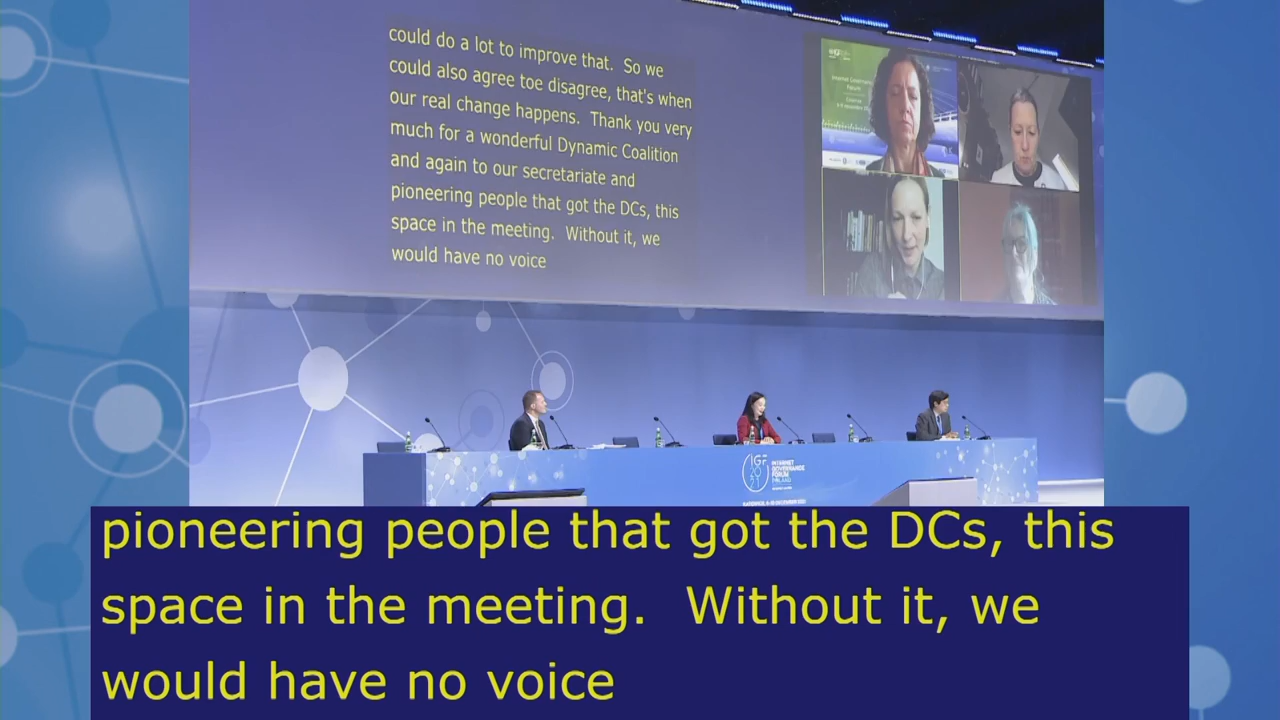 could do a lot to improve that.  So we
could also agree toe disagree, that's when
our real change happens.  Thank you very
much for a wonderful Dynamic Coalition
and again to our secretariate and
pioneering people that got the DCs, this
space in the meeting.  Without it, we
would have no voice
IGF
2021
INTERNET
GOVERNANCE
FORUM
pioneering people that got the DCs, this
space in the meeting.  Without it, we
would have no voice